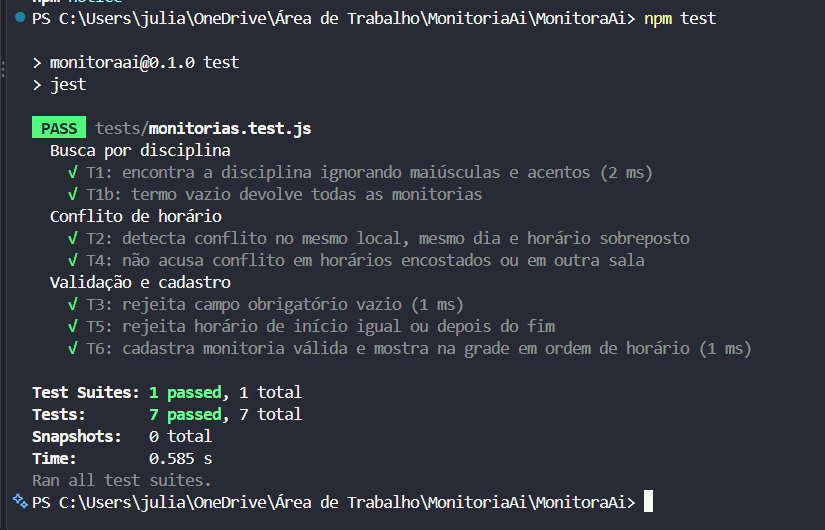 PS C:\Users\julia\OneDrive\Área de Trabalho\MonitoriaAi\MonitoraAi> npm test
> monitoraai@0.1.0 test
> jest
PASS tests/monitorias.test.js
Busca por disciplina
√ T1: encontra a disciplina ignorando maiúsculas e acentos (2 ms)
√ T1b: termo vazio devolve todas as monitorias
Conflito de horário
√ T2: detecta conflito no mesmo local, mesmo dia e horário sobreposto
√ T4: não acusa conflito em horários encostados ou em outra sala
Validação e cadastro
√ T3: rejeita campo obrigatório vazio (1 ms)
√ T5: rejeita horário de início igual ou depois do fim
√ T6: cadastra monitoria válida e mostra na grade em ordem de horário (1 ms)
Test Suites: 1 passed, 1 total
Tests: 7 passed, 7 total
Snapshots: 0 total
Time: 0.585 s
Ran all test suites.
PS C:\Users\julia\OneDrive\Área de Trabalho\MonitoriaAi\MonitoraAi>